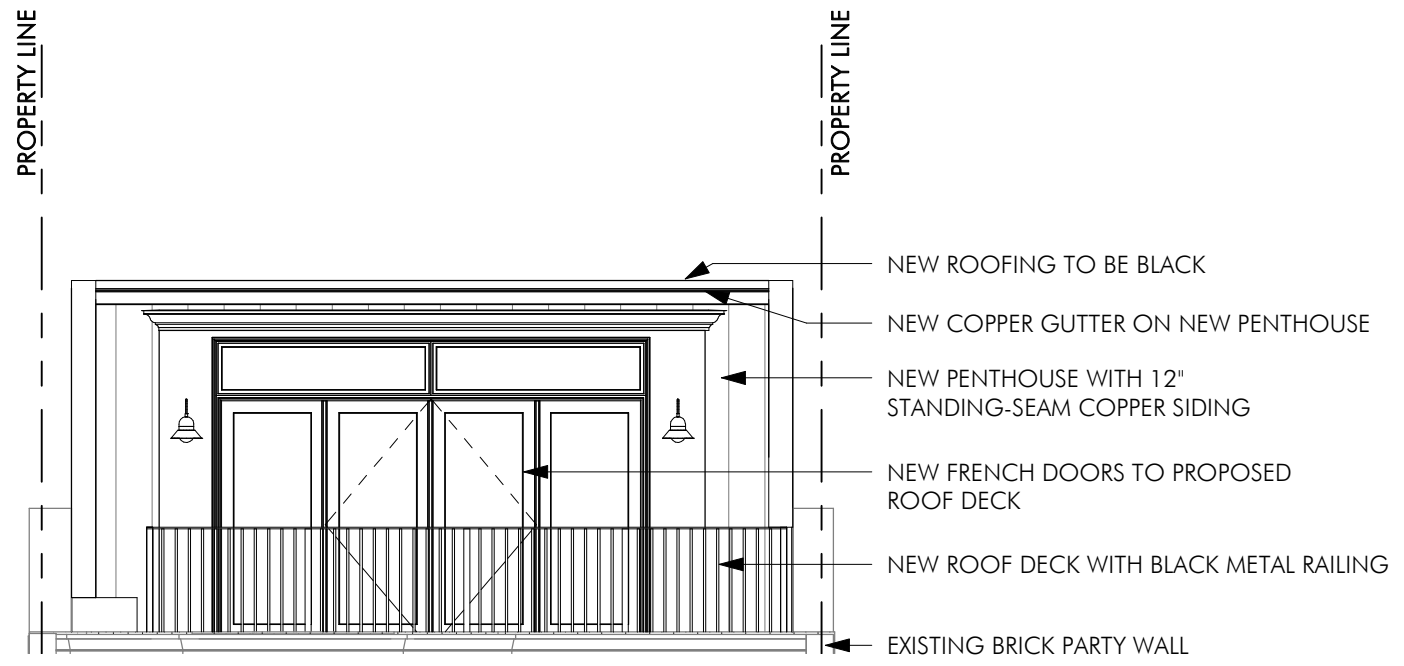 PROPERTY LINE
PROPERTY LINE
NEW ROOFING TO BE BLACK
NEW COPPER GUTTER ON NEW PENTHOUSE
NEW PENTHOUSE WITH 12"
STANDING-SEAM COPPER SIDING
NEW FRENCH DOORS TO PROPOSED
ROOF DECK
NEW ROOF DECK WITH BLACK METAL RAILING
EXISTING BRICK PARTY WALL